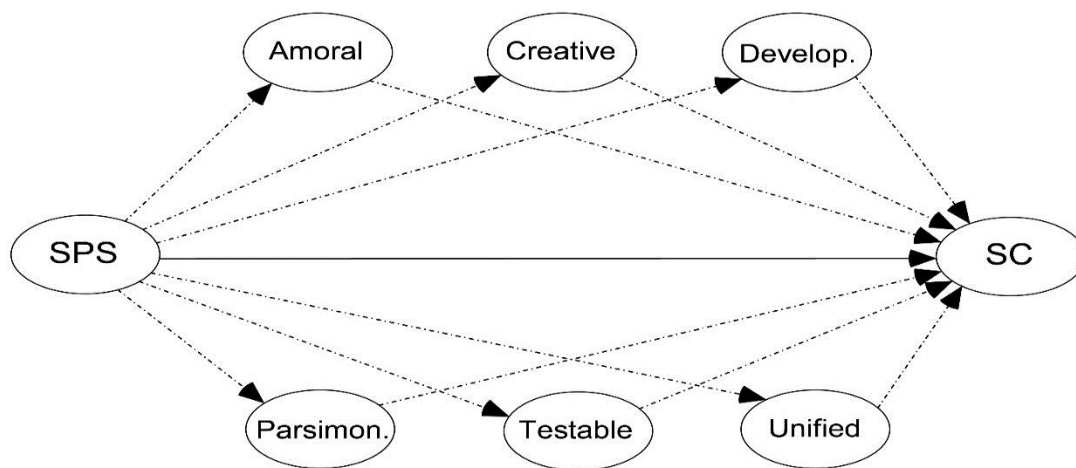 Amoral
Creative
Develop.
SPS
SC
Parsimon.
Testable
Unified